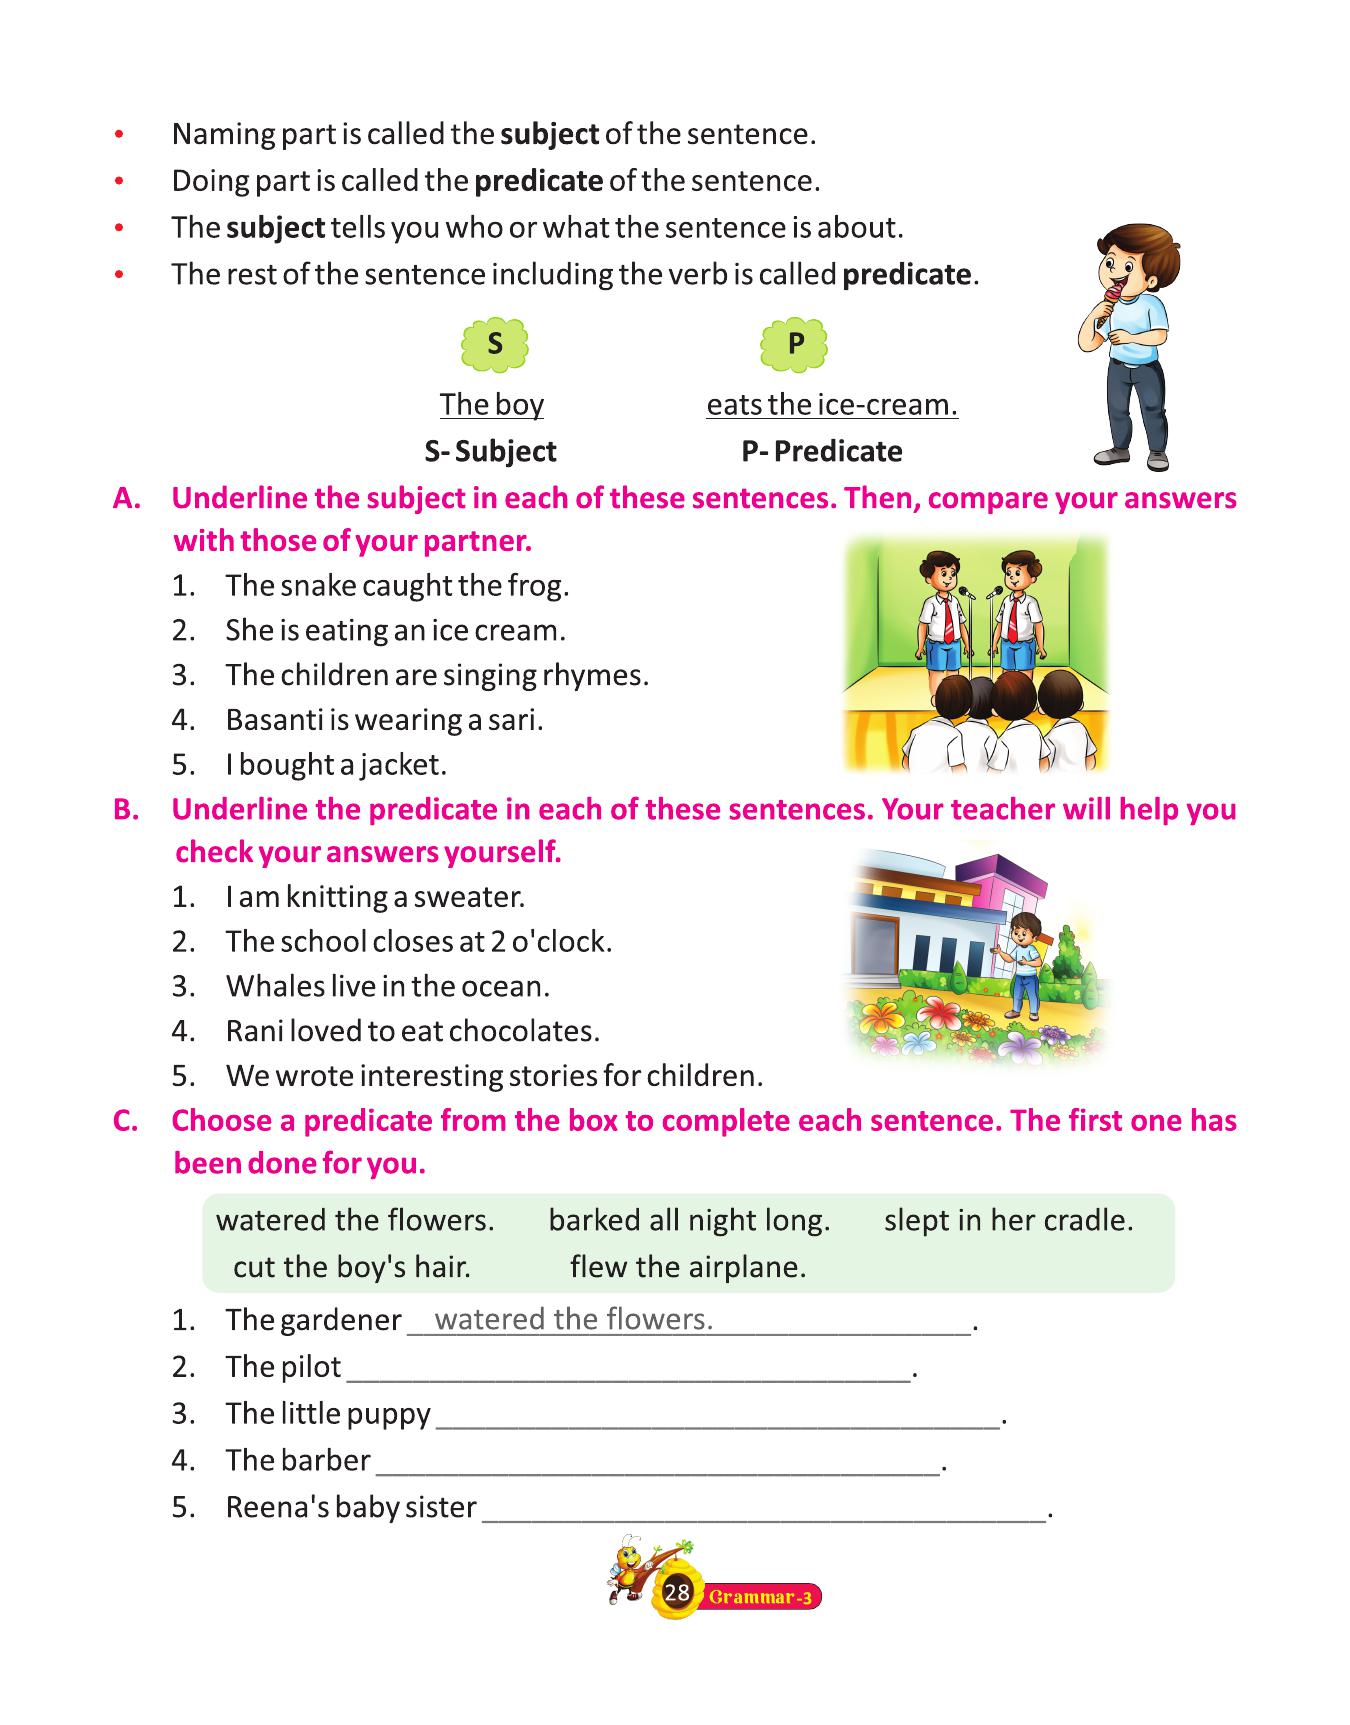 • Naming part is called the subject of the sentence.
• Doing part is called the predicate of the sentence.
• The subject tells you who or what the sentence is about.
• The rest of the sentence including the verb is called predicate.
S P
The boy eats the ice-cream.
S- Subject P- Predicate
A. Underline the subject in each of these sentences. Then, compare your answers
with those of your partner.
1. The snake caught the frog.
2. She is eating an ice cream.
3. The children are singing rhymes.
4. Basanti is wearing a sari.
5. I bought a jacket.
B. Underline the predicate in each of these sentences. Your teacher will help you
check your answers yourself.
1. I am knitting a sweater.
2. The school closes at 2 o'clock.
3. Whales live in the ocean.
4. Rani loved to eat chocolates.
5. We wrote interesting stories for children.
C. Choose a predicate from the box to complete each sentence. The first one has
been done for you.
watered the flowers. barked all night long. slept in her cradle.
cut the boy's hair. flew the airplane.
1. The gardener watered the flowers. .
2. The pilot .
3. The little puppy .
4. The barber .
5. Reena's baby sister .
28 Grammar-3